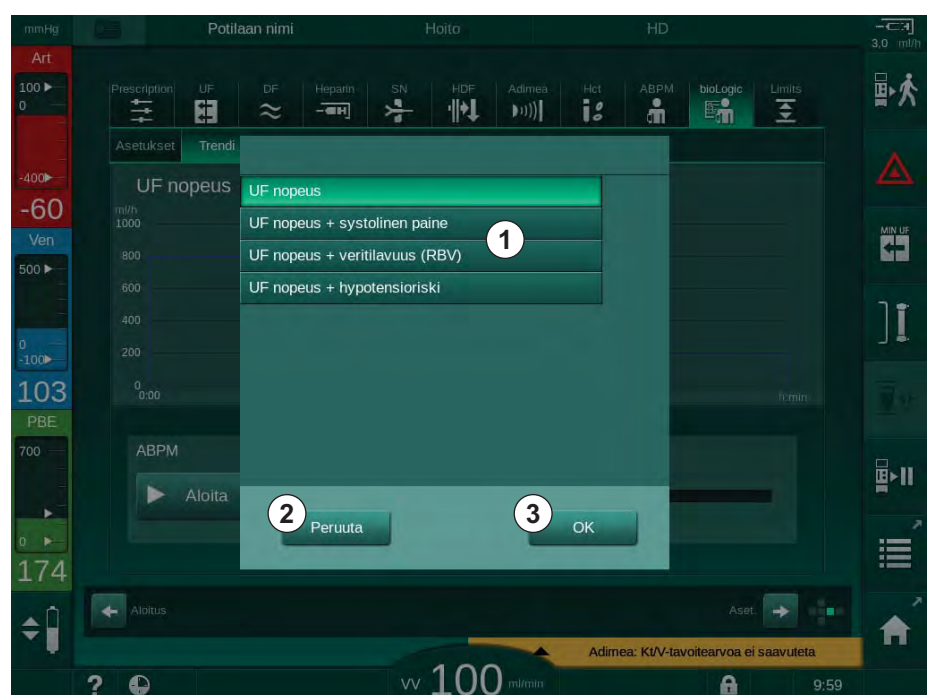 mmHg
Potilaan nimi
Hoito
HD
3,0 ml/h
Art
100
0
-400
-60
Ven
500
0
-100
103
PBE
700
0
174
Prescription
UF
DF
Heparin
SN
HDF
Adimea
Hct
ABPM
bioLogic
Limits
Asetukset
Trendi
UF nopeus
ml/h
1000
800
600
400
200
0
0:00
h:min
UF nopeus
UF nopeus + systolinen paine
UF nopeus + veritilavuus (RBV)
UF nopeus + hypotensioriski
1
ABPM
Aloita
2
Peruuta
3
OK
MIN UF
Aloitus
Aset.
Adimea: Kt/V-tavoitearvoa ei saavuteta
?
VV 100 ml/min
9:59